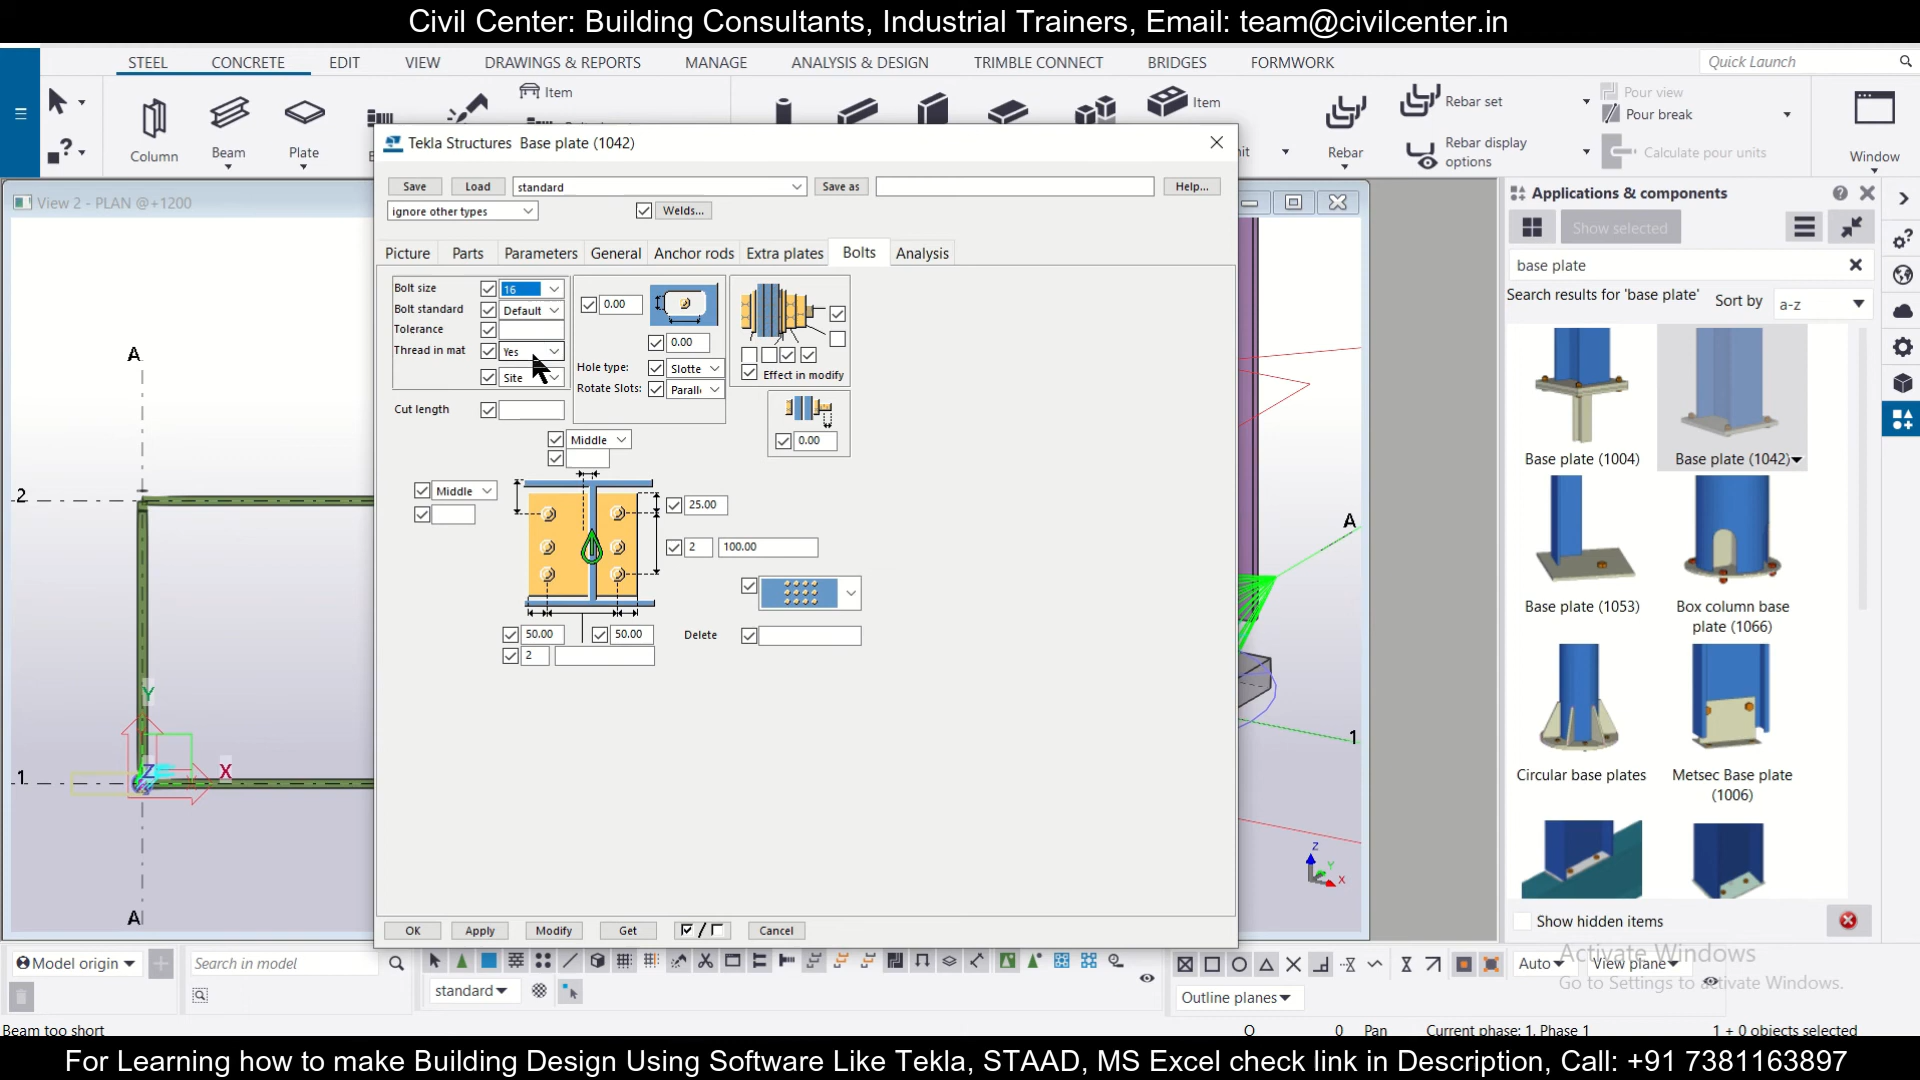 Civil Center: Building Consultants, Industrial Trainers, Email: team@civilcenter.in
STEEL CONCRETE EDIT VIEW DRAWINGS & REPORTS MANAGE ANALYSIS & DESIGN TRIMBLE CONNECT BRIDGES FORMWORK Quick Launch
Item
Item
Rebar set
Pour view
Pour break
Rebar display
options
Calculate pour units
Column Beam Plate Rebar Window
Tekla Structures Base plate (1042)
View 2 - PLAN @+1200
Save Load standard Save as Help...
ignore other types Welds...
Picture Parts Parameters General Anchor rods Extra plates Bolts Analysis
Bolt size 16
Bolt standard Default
Tolerance
Thread in mat Yes
Site
Cut length
0.00
0.00
Hole type: Slotte
Rotate Slots: Paralle
Effect in modify
0.00
Middle
Middle
25.00
2 100.00
50.00 50.00 Delete
2
OK Apply Modify Get / Cancel
A
2
1
A
Y
Z X
A
1
Z
Y
X
Applications & components
Show selected
base plate
Search results for 'base plate' Sort by a-z
Base plate (1004) Base plate (1042)
Base plate (1053) Box column base
plate (1066)
Circular base plates Metsec Base plate
(1006)
Show hidden items
Activate Windows
Go to Settings to activate Windows.
Model origin Search in model
standard
Auto View plane
Outline planes
Beam too short O 0 Pan Current phase: 1, Phase 1 1 + 0 objects selected
For Learning how to make Building Design Using Software Like Tekla, STAAD, MS Excel check link in Description, Call: +91 7381163897